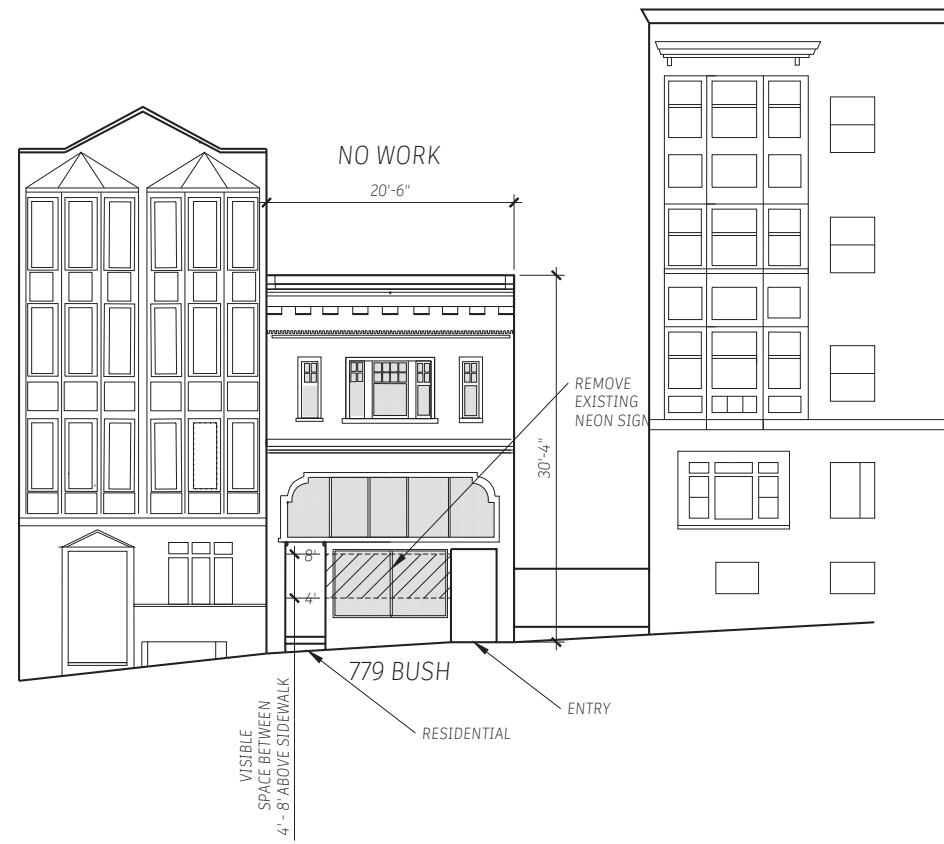 NO WORK
20'-6"
REMOVE
EXISTING
NEON SIGN
30'-4"
8'
4'
779 BUSH
ENTRY
RESIDENTIAL
VISIBLE
SPACE BETWEEN
4' - 8' ABOVE SIDEWALK